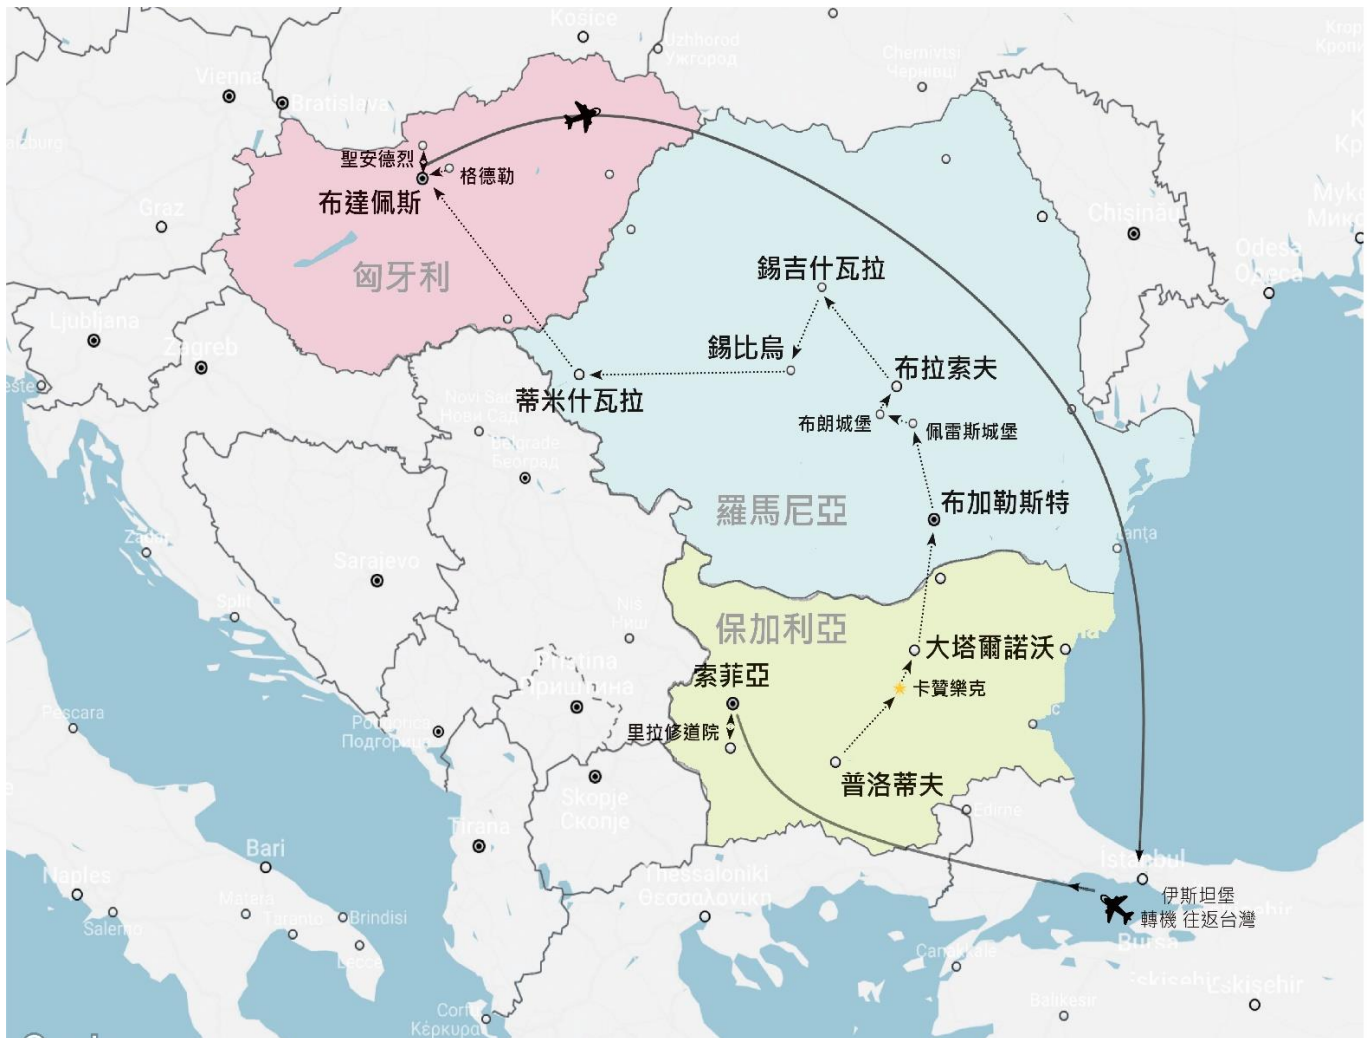 Košice
Uzhhorod
Ужгород
Chernivtsi
Чернівці
Vienna
Bratislava
聖安德烈
格德勒
布達佩斯
Graz
匈牙利
Chișinău
Odesa
Одеса
錫吉什瓦拉
Ljubljana
Zagreb
錫比烏
布拉索夫
蒂米什瓦拉
Нови Сад
布朗城堡
佩雷斯城堡
Belgrade
Београд
羅馬尼亞
布加勒斯特
Zadar
Sarajevo
Split
Niš
Ниш
保加利亞
大塔爾諾沃
Pristina
Приштина
索菲亞
卡贊樂克
Pescara
Podgorica
Подгорица
里拉修道院
普洛蒂夫
Skopje
Скопје
Edirne
Tirana
Bari
İstanbul
Naples
Matera
Thessaloniki
Θεσσαλονίκη
伊斯坦堡
轉機 往返台灣
Salerno
Taranto
Brindisi
Lecce
Çanakkale
Bursa
Eskişehir
Balıkesir
Κέρκυρα